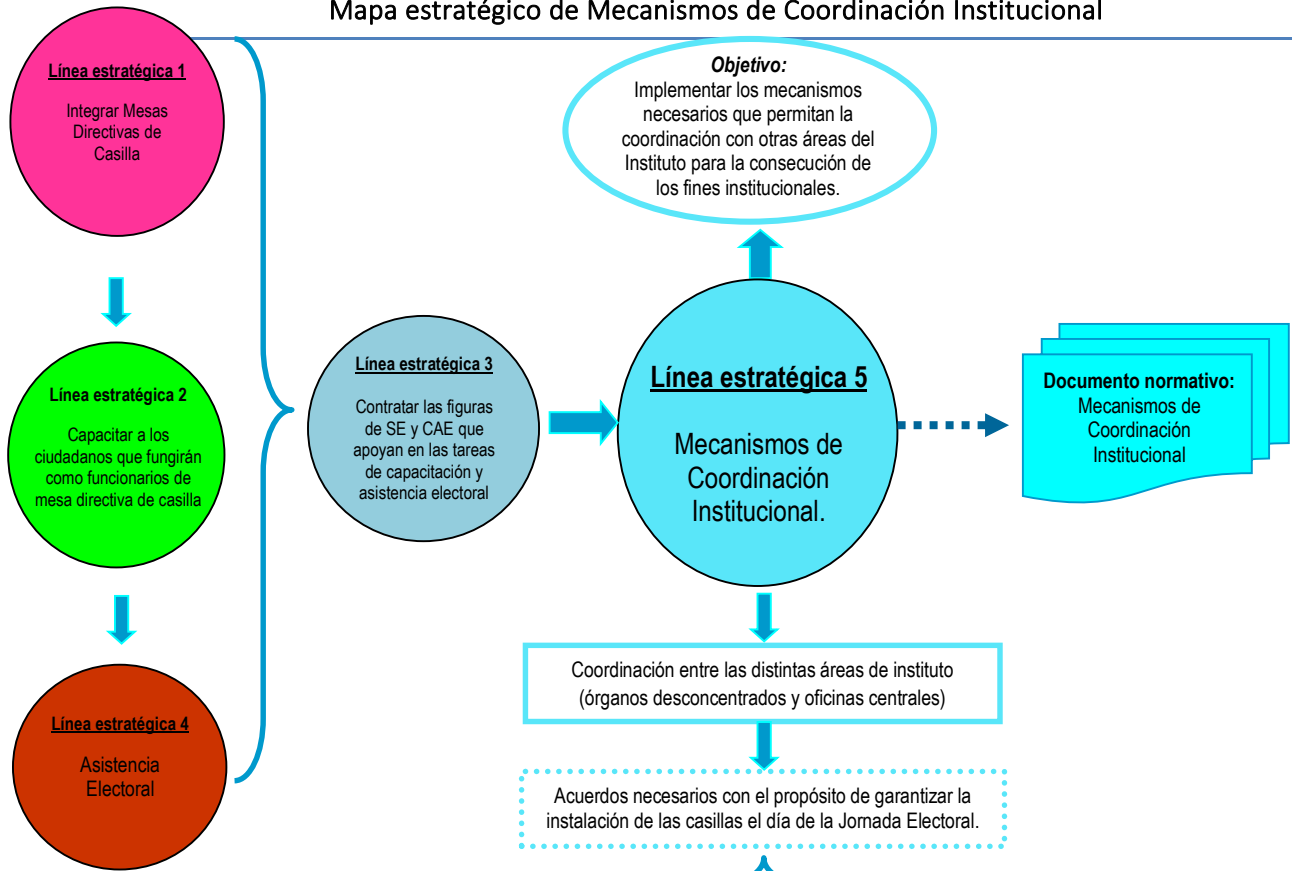 Mapa estratégico de Mecanismos de Coordinación Institucional
Línea estratégica 1
Integrar Mesas
Directivas de
Casilla
Línea estratégica 2
Capacitar a los
ciudadanos que fungirán
como funcionarios de
mesa directiva de casilla
Línea estratégica 4
Asistencia
Electoral
Línea estratégica 3
Contratar las figuras
de SE y CAE que
apoyan en las tareas
de capacitación y
asistencia electoral
Objetivo:
Implementar los mecanismos
necesarios que permitan la
coordinación con otras áreas del
Instituto para la consecución de
los fines institucionales.
Línea estratégica 5
Mecanismos de
Coordinación
Institucional.
Documento normativo:
Mecanismos de
Coordinación
Institucional
Coordinación entre las distintas áreas de instituto
(órganos desconcentrados y oficinas centrales)
Acuerdos necesarios con el propósito de garantizar la
instalación de las casillas el día de la Jornada Electoral.